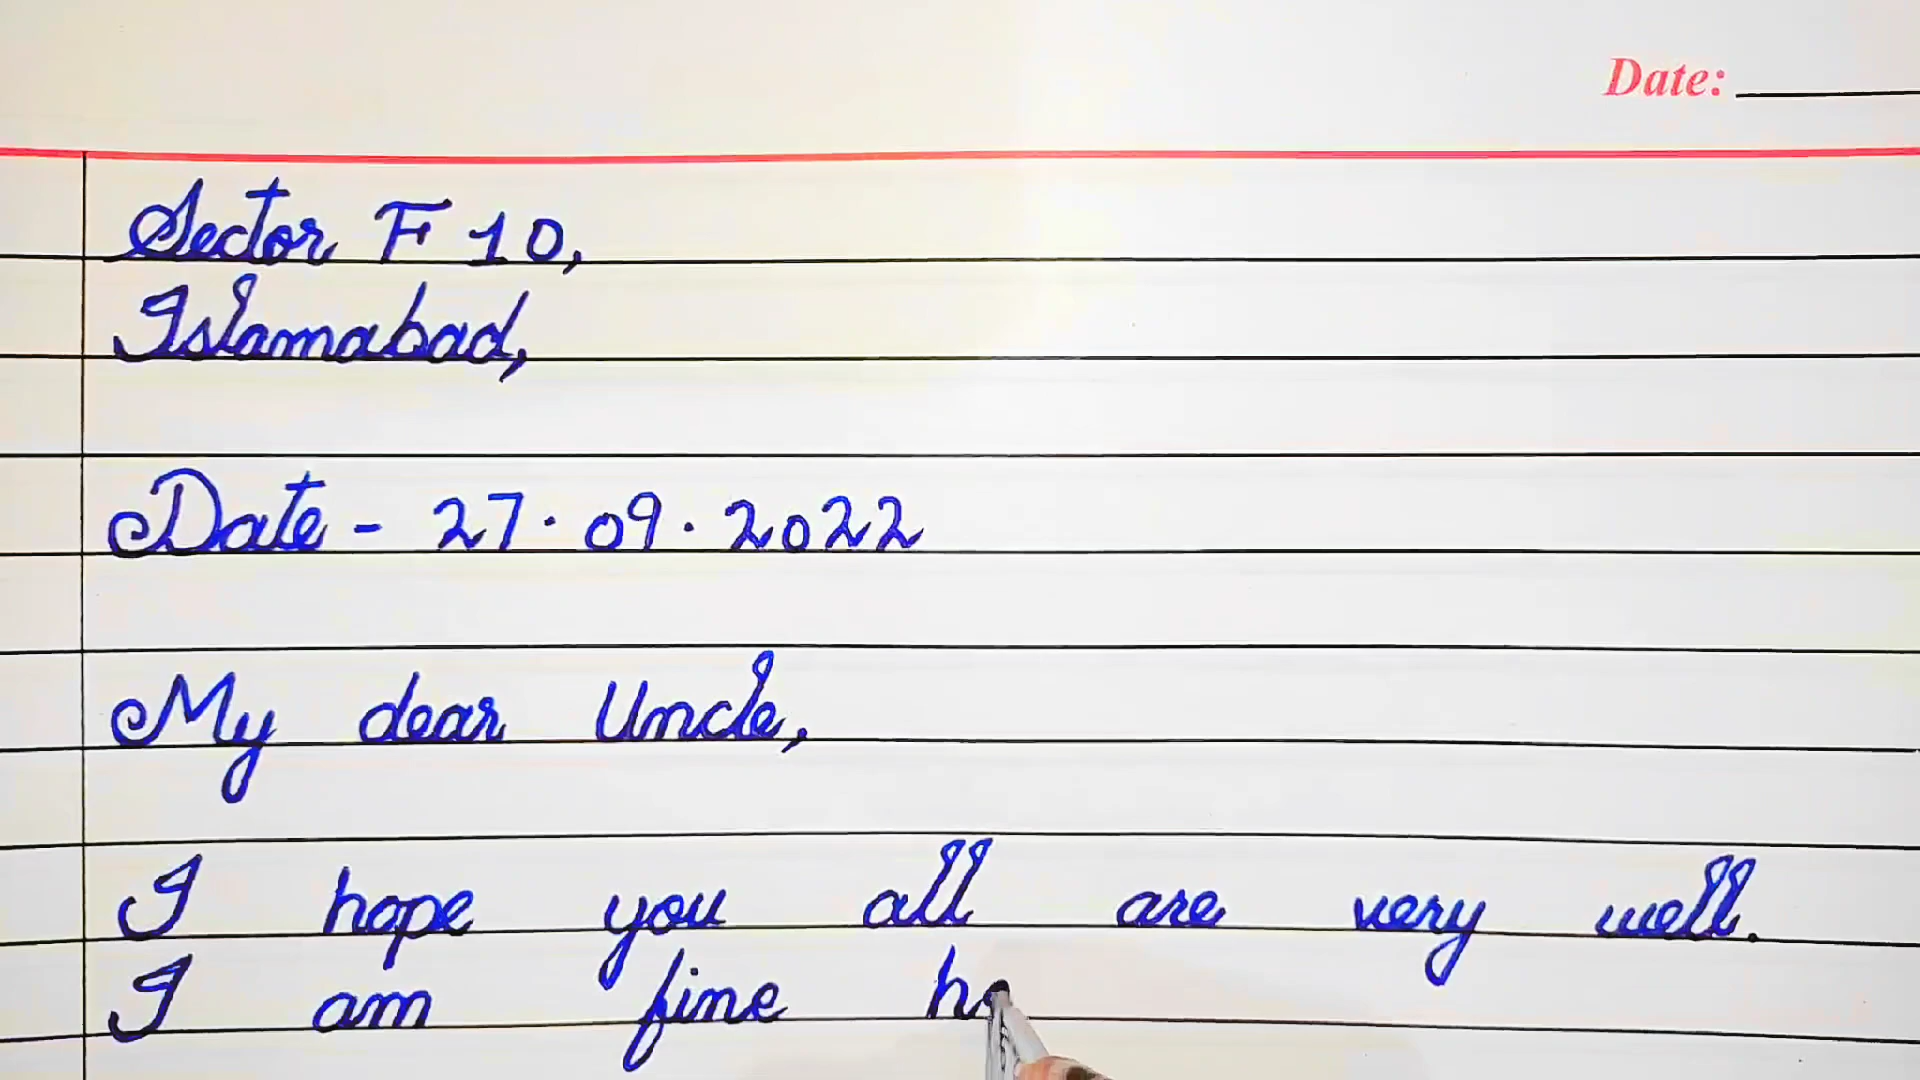 Date:
Sector F 10,
Islamabad,
Date - 27.09.2022
My dear Uncle,
I hope you all are very well.
I am fine